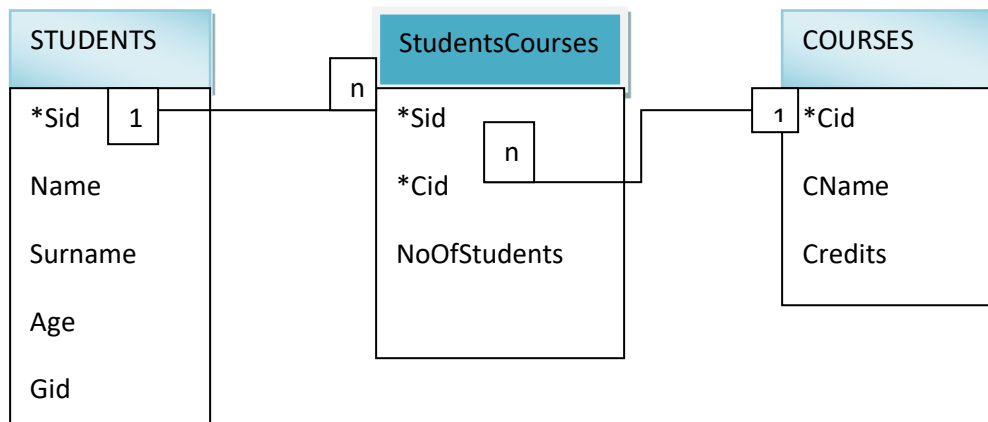 STUDENTS
*Sid
1
Name
Surname
Age
Gid
n
StudentsCourses
*Sid
n
*Cid
NoOfStudents
COURSES
1
*Cid
CName
Credits